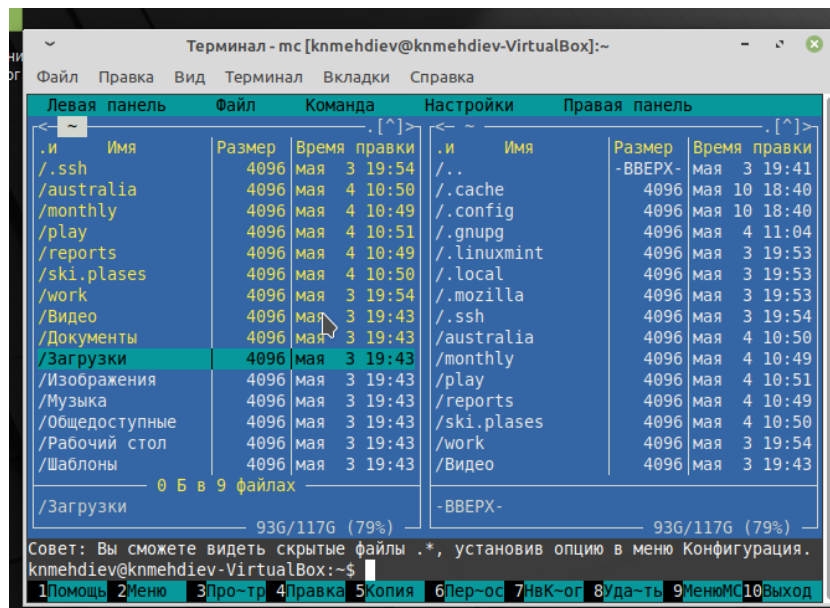 ни
ог
Терминал - mc [knmehdiev@knmehdiev-VirtualBox]:~
Файл Правка Вид Терминал Вкладки Справка
Левая панель Файл Команда Настройки Правая панель
<— ~ .[^]> <— ~ .[^]>
.и Имя Размер Время правки .и Имя Размер Время правки
/.ssh 4096 мая 3 19:54 /.. -ВВЕРХ- мая 3 19:41
/australia 4096 мая 4 10:50 /.cache 4096 мая 10 18:40
/monthly 4096 мая 4 10:49 /.config 4096 мая 10 18:40
/play 4096 мая 4 10:51 /.gnupg 4096 мая 4 11:04
/reports 4096 мая 4 10:49 /.linuxmint 4096 мая 3 19:53
/ski.plases 4096 мая 4 10:50 /.local 4096 мая 3 19:53
/work 4096 мая 3 19:54 /.mozilla 4096 мая 3 19:53
/Видео 4096 мая 3 19:43 /.ssh 4096 мая 3 19:54
/Документы 4096 мая 3 19:43 /australia 4096 мая 4 10:50
/Загрузки 4096 мая 3 19:43 /monthly 4096 мая 4 10:49
/Изображения 4096 мая 3 19:43 /play 4096 мая 4 10:51
/Музыка 4096 мая 3 19:43 /reports 4096 мая 4 10:49
/Общедоступные 4096 мая 3 19:43 /ski.plases 4096 мая 4 10:50
/Рабочий стол 4096 мая 3 19:43 /work 4096 мая 3 19:54
/Шаблоны 4096 мая 3 19:43 /Видео 4096 мая 3 19:43
0 Б в 9 файлах
/Загрузки -ВВЕРХ-
93G/117G (79%) 93G/117G (79%)
Совет: Вы сможете видеть скрытые файлы .*, установив опцию в меню Конфигурация.
knmehdiev@knmehdiev-VirtualBox:~$
1Помощь 2Меню 3Про~тр 4Правка 5Копия 6Пер~ос 7НвК~ог 8Уда~ть 9МенюMC 10Выход